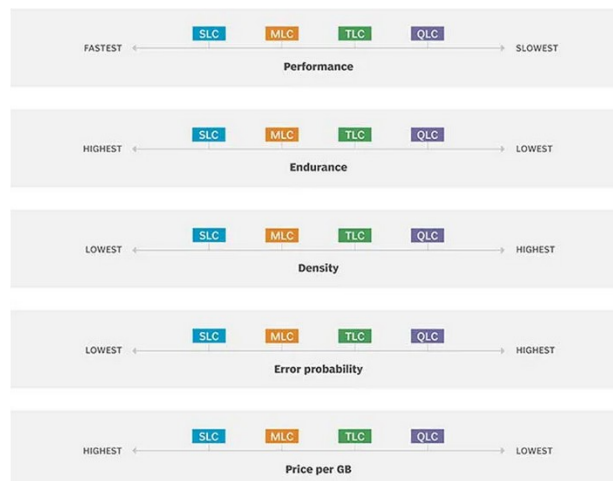 SLC MLC TLC QLC
FASTEST SLOWEST
Performance
SLC MLC TLC QLC
HIGHEST LOWEST
Endurance
SLC MLC TLC QLC
LOWEST HIGHEST
Density
SLC MLC TLC QLC
LOWEST HIGHEST
Error probability
SLC MLC TLC QLC
HIGHEST LOWEST
Price per GB